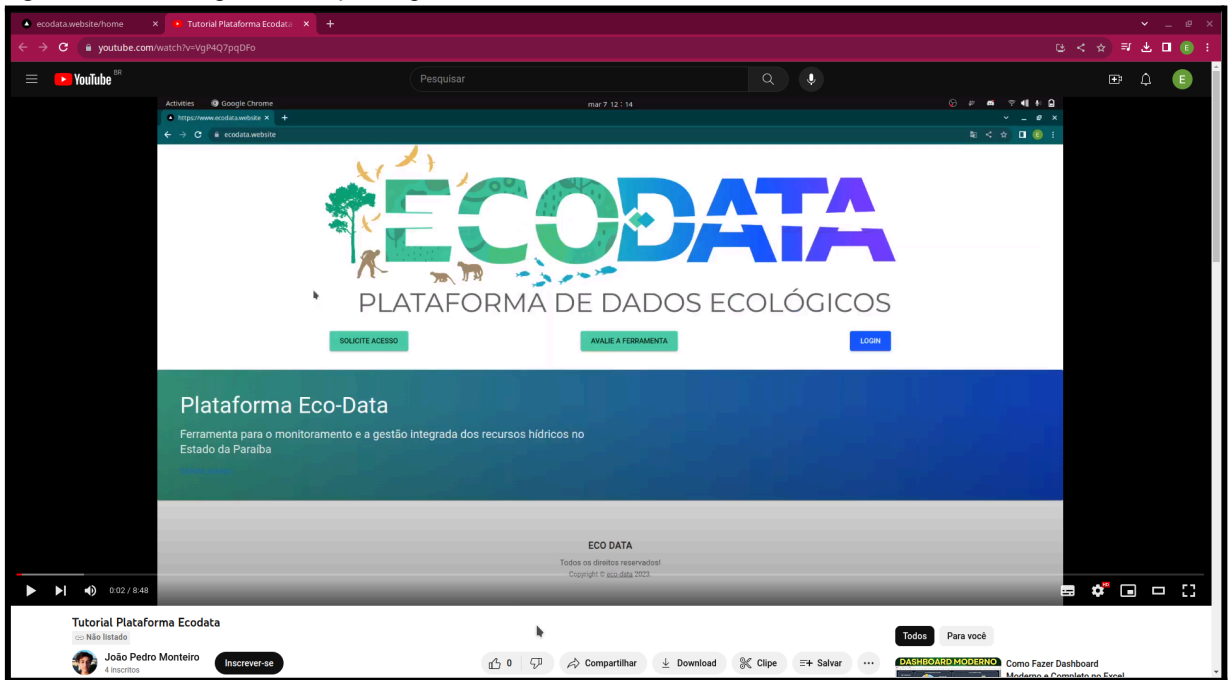 ecodata.website/home
Tutorial Plataforma Ecodata
youtube.com/watch?v=VgP4Q7pqDFo
E
YouTube BR
Pesquisar
E
Activities Google Chrome mar 7 12:14
https://www.ecodata.website
ecodata.website
ECODATA
PLATAFORMA DE DADOS ECOLÓGICOS
SOLICITE ACESSO AVALIE A FERRAMENTA LOGIN
Plataforma Eco-Data
Ferramenta para o monitoramento e a gestão integrada dos recursos hídricos no
Estado da Paraíba
ECO DATA
Todos os direitos reservados!
Copyright © eco-data 2023.
0:02 / 8:48
HD
Tutorial Plataforma Ecodata
Não listado
João Pedro Monteiro
4 inscritos
Inscrever-se
0 Compartilhar Download Clipe Salvar
Todos Para você
DASHBOARD MODERNO
Como Fazer Dashboard
Moderno e Completo no Excel